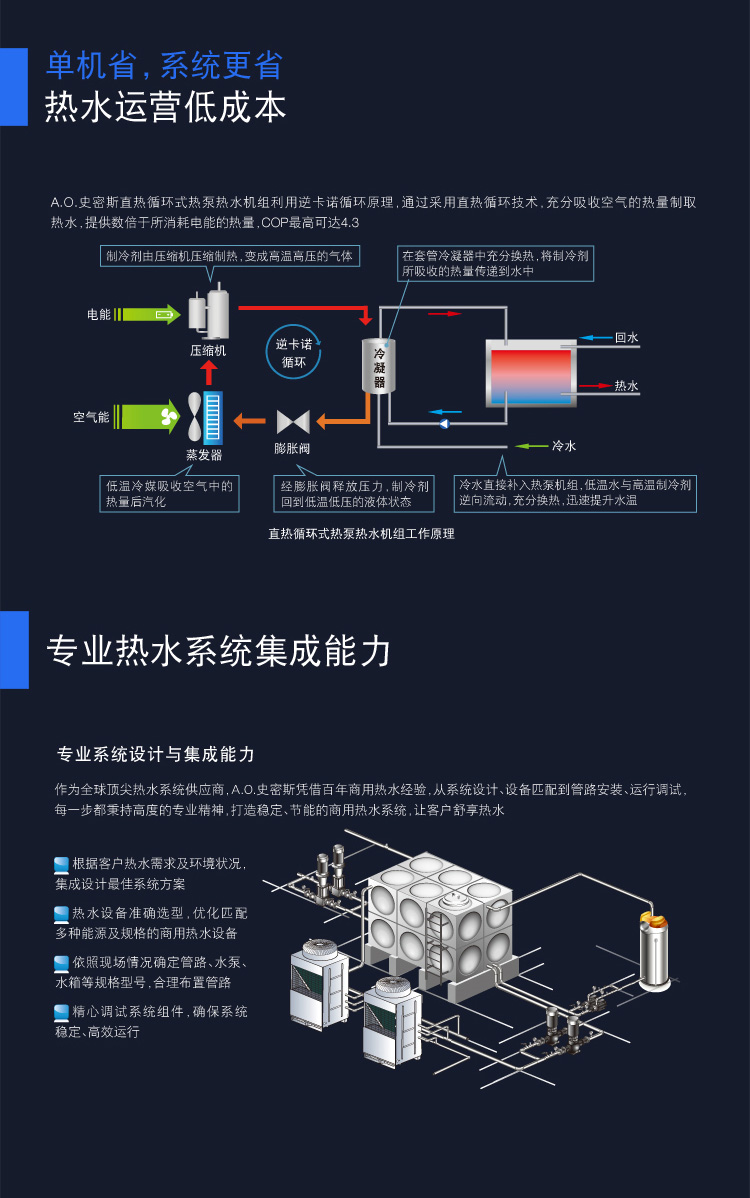 单机省,系统更省
热水运营低成本
A.O.史密斯直热循环式热泵热水机组利用逆卡诺循环原理,通过采用直热循环技术,充分吸收空气的热量制取
热水,提供数倍于所消耗电能的热量,COP最高可达4.3
制冷剂由压缩机压缩制热,变成高温高压的气体
在套管冷凝器中充分换热,将制冷剂
所吸收的热量传递到水中
电能
压缩机
逆卡诺
循环
冷凝器
回水
热水
空气能
蒸发器
膨胀阀
冷水
低温冷媒吸收空气中的
热量后汽化
经膨胀阀释放压力,制冷剂
回到低温低压的液体状态
冷水直接补入热泵机组,低温水与高温制冷剂
逆向流动,充分换热,迅速提升水温
直热循环式热泵热水机组工作原理
专业热水系统集成能力
专业系统设计与集成能力
作为全球顶尖热水系统供应商,A.O.史密斯凭借百年商用热水经验,从系统设计、设备匹配到管路安装、运行调试,
每一步都秉持高度的专业精神,打造稳定、节能的商用热水系统,让客户舒享热水
根据客户热水需求及环境状况,
集成设计最佳系统方案
热水设备准确选型,优化匹配
多种能源及规格的商用热水设备
依照现场情况确定管路、水泵、
水箱等规格型号,合理布置管路
精心调试系统组件,确保系统
稳定、高效运行